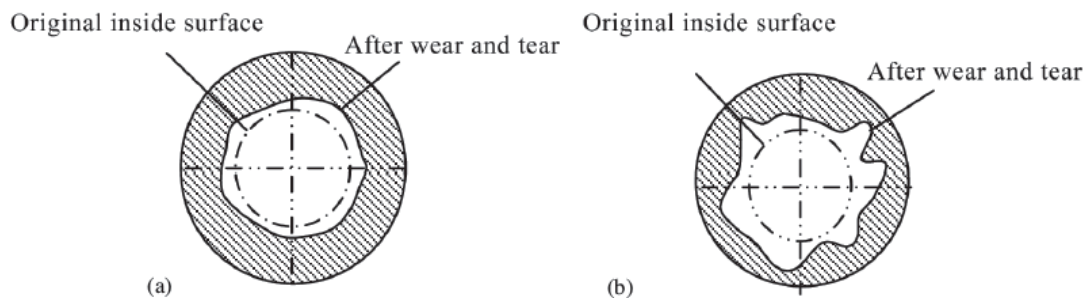 Original inside surface
After wear and tear
(a)
Original inside surface
After wear and tear
(b)